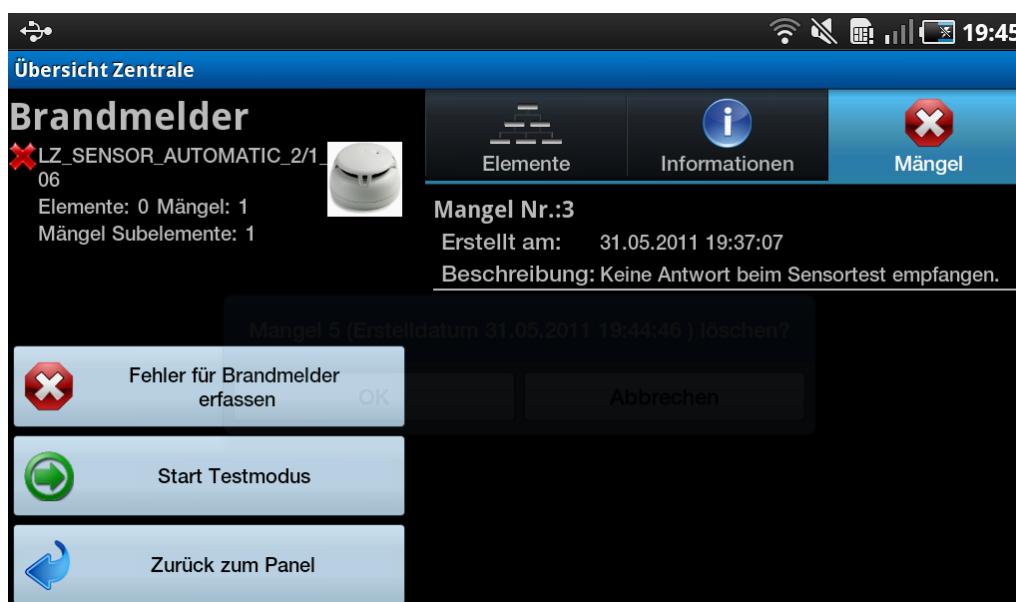 19:45
Übersicht Zentrale
Brandmelder
LZ_SENSOR_AUTOMATIC_2/1_
06
Elemente: 0 Mängel: 1
Mängel Subelemente: 1
Elemente
Informationen
Mängel
Mangel Nr.:3
Erstellt am: 31.05.2011 19:37:07
Beschreibung: Keine Antwort beim Sensortest empfangen.
Mangel 5 (Erstelldatum 31.05.2011 19:44:46 ) löschen?
OK
Abbrechen
Fehler für Brandmelder
erfassen
Start Testmodus
Zurück zum Panel